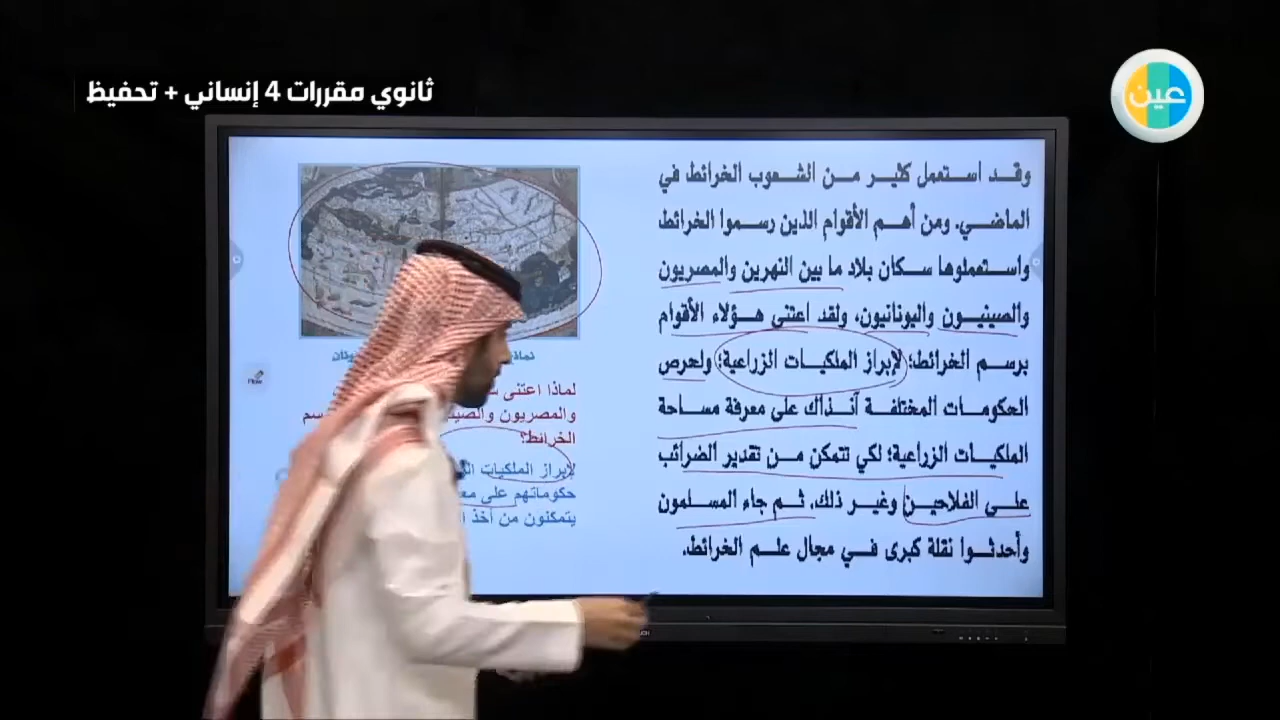 ثانوي مقررات 4 إنساني + تحفيظ
عين
وقد استعمل كثير من الشعوب الخرائط في
الماضي. ومن أهم الأقوام الذين رسموا الخرائط
واستعملوها سكان بلاد ما بين النهرين والمصريون
والصينيون واليونانيون، ولقد اعتنى هؤلاء الأقوام
برسم الخرائط؛ لإبراز الملكيات الزراعية؛ ولحرص
الحكومات المختلفة آنذاك على معرفة مساحة
الملكيات الزراعية؛ لكي تتمكن من تقدير الضرائب
على الفلاحين وغير ذلك. ثم جاء المسلمون
وأحدثوا نقلة كبرى في مجال علم الخرائط.
لماذا اعتنى
والمصريون
الخرائط؟
لإبراز الملكيات
حكوماتهم على
يتمكنون من أخذ